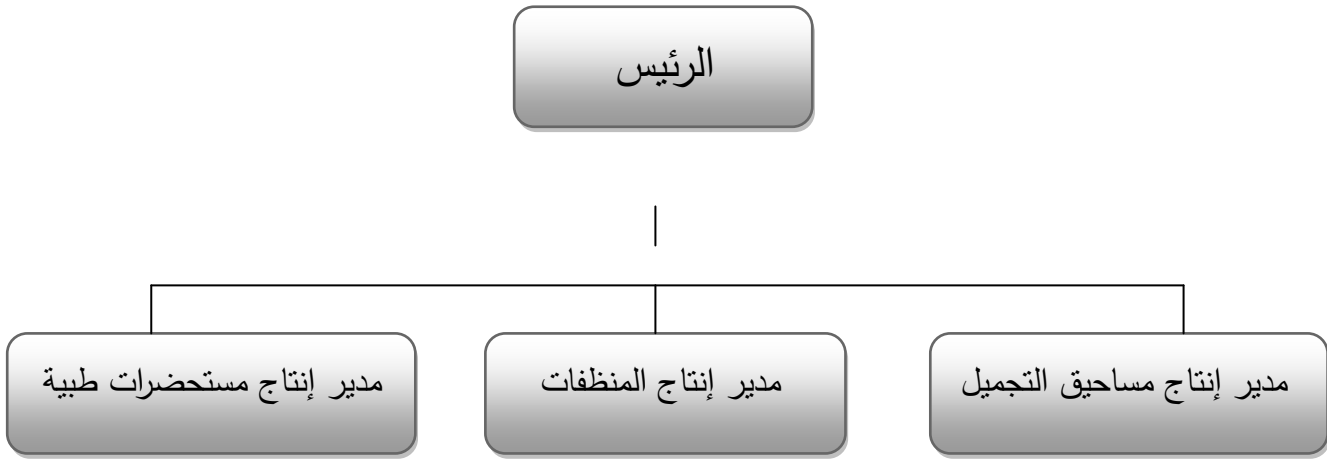 الرئيس
مدير إنتاج مساحيق التجميل
مدير إنتاج المنظفات
مدير إنتاج مستحضرات طبية